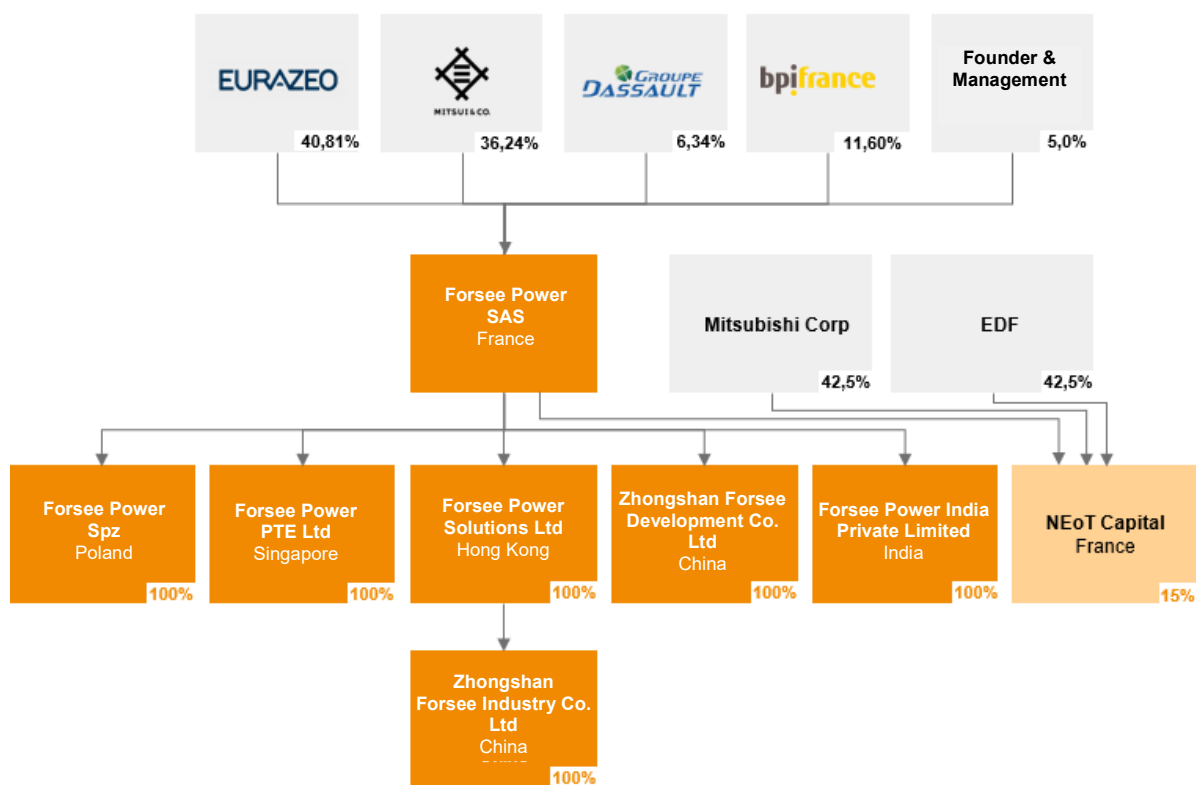 EURAZEO
40,81%
MITSUI & CO.
36,24%
GROUPE
DASSAULT
6,34%
bpifrance
11,60%
Founder &
Management
5,0%
Forsee Power
SAS
France
Mitsubishi Corp
42,5%
EDF
42,5%
Forsee Power
Spz
Poland
100%
Forsee Power
PTE Ltd
Singapore
100%
Forsee Power
Solutions Ltd
Hong Kong
100%
Zhongshan Forsee
Development Co.
Ltd
China
100%
Forsee Power India
Private Limited
India
100%
NEoT Capital
France
15%
Zhongshan
Forsee Industry Co.
Ltd
China
100%